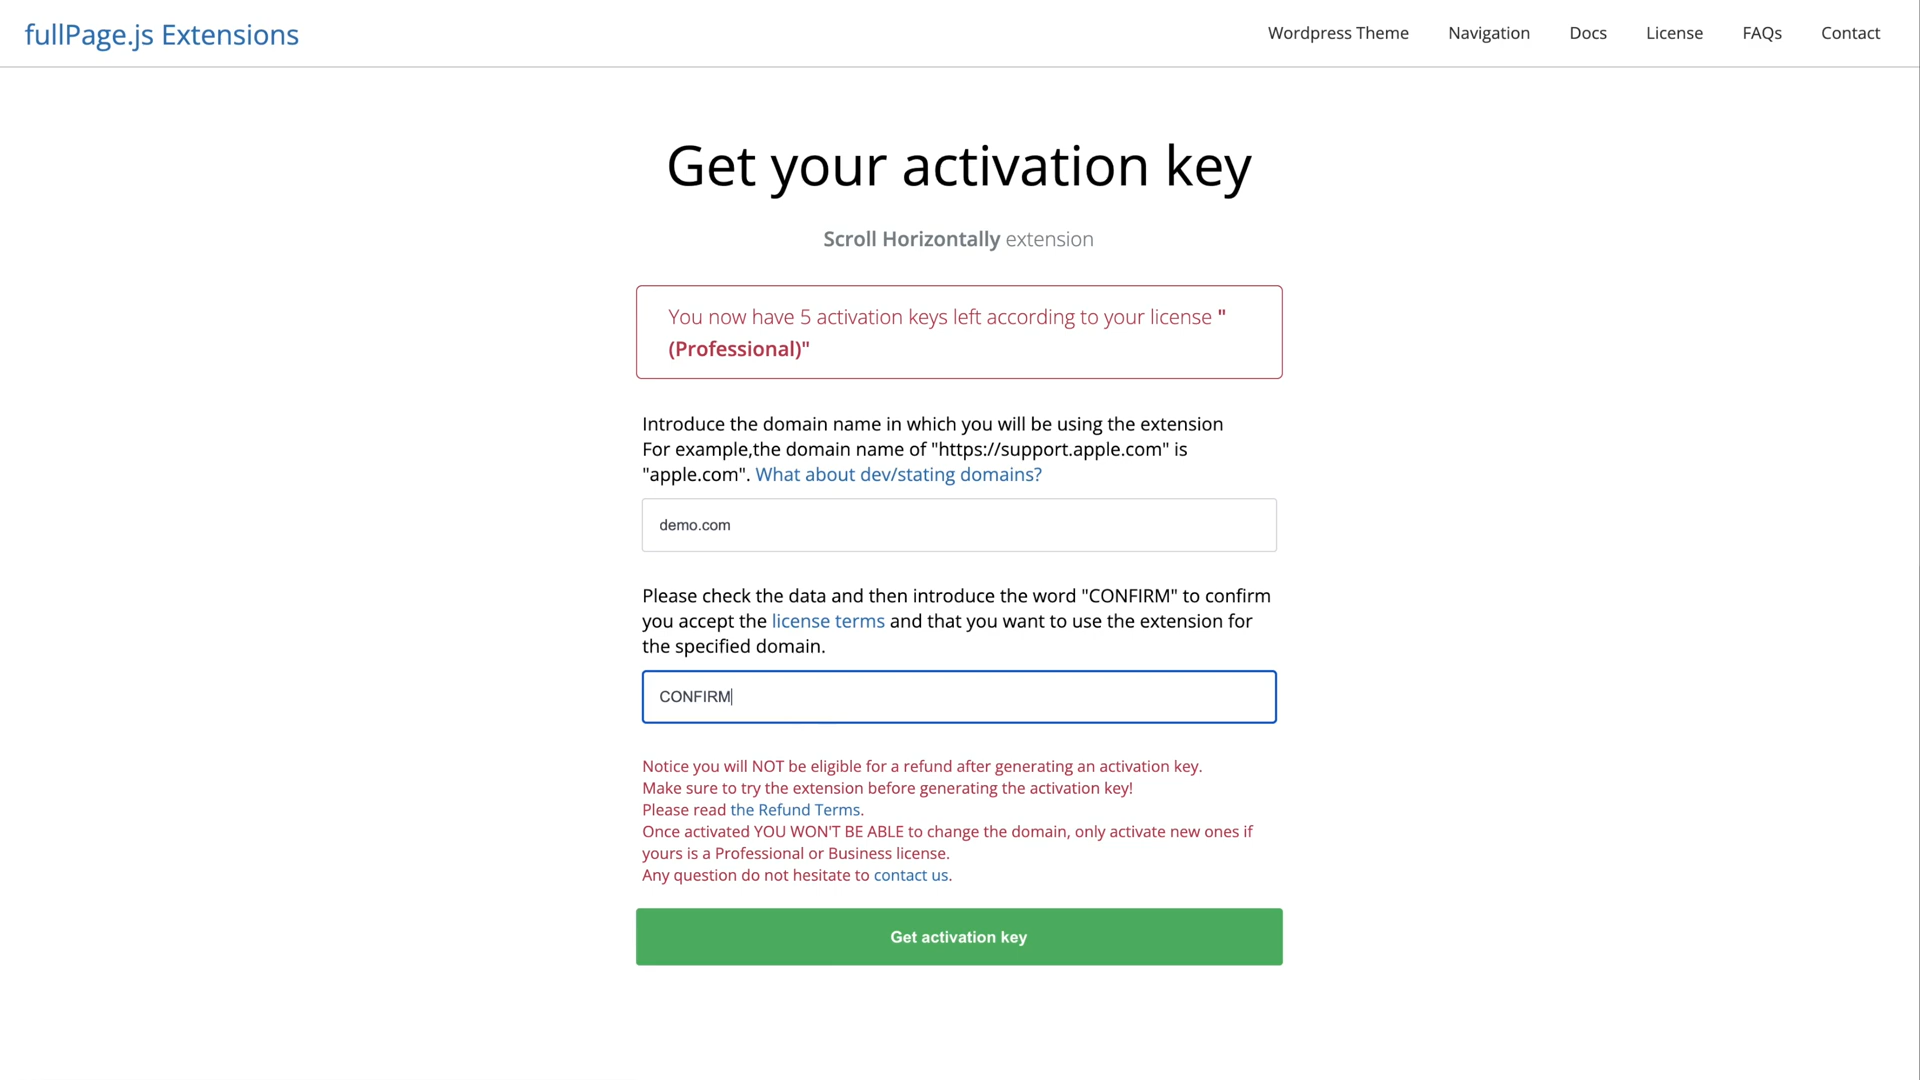 fullPage.js Extensions
Wordpress Theme
Navigation
Docs
License
FAQs
Contact
Get your activation key
Scroll Horizontally extension
You now have 5 activation keys left according to your license "
(Professional)"
Introduce the domain name in which you will be using the extension
For example,the domain name of "https://support.apple.com" is
"apple.com". What about dev/stating domains?
demo.com
Please check the data and then introduce the word "CONFIRM" to confirm
you accept the license terms and that you want to use the extension for
the specified domain.
CONFIRM
Notice you will NOT be eligible for a refund after generating an activation key.
Make sure to try the extension before generating the activation key!
Please read the Refund Terms.
Once activated YOU WON'T BE ABLE to change the domain, only activate new ones if
yours is a Professional or Business license.
Any question do not hesitate to contact us.
Get activation key